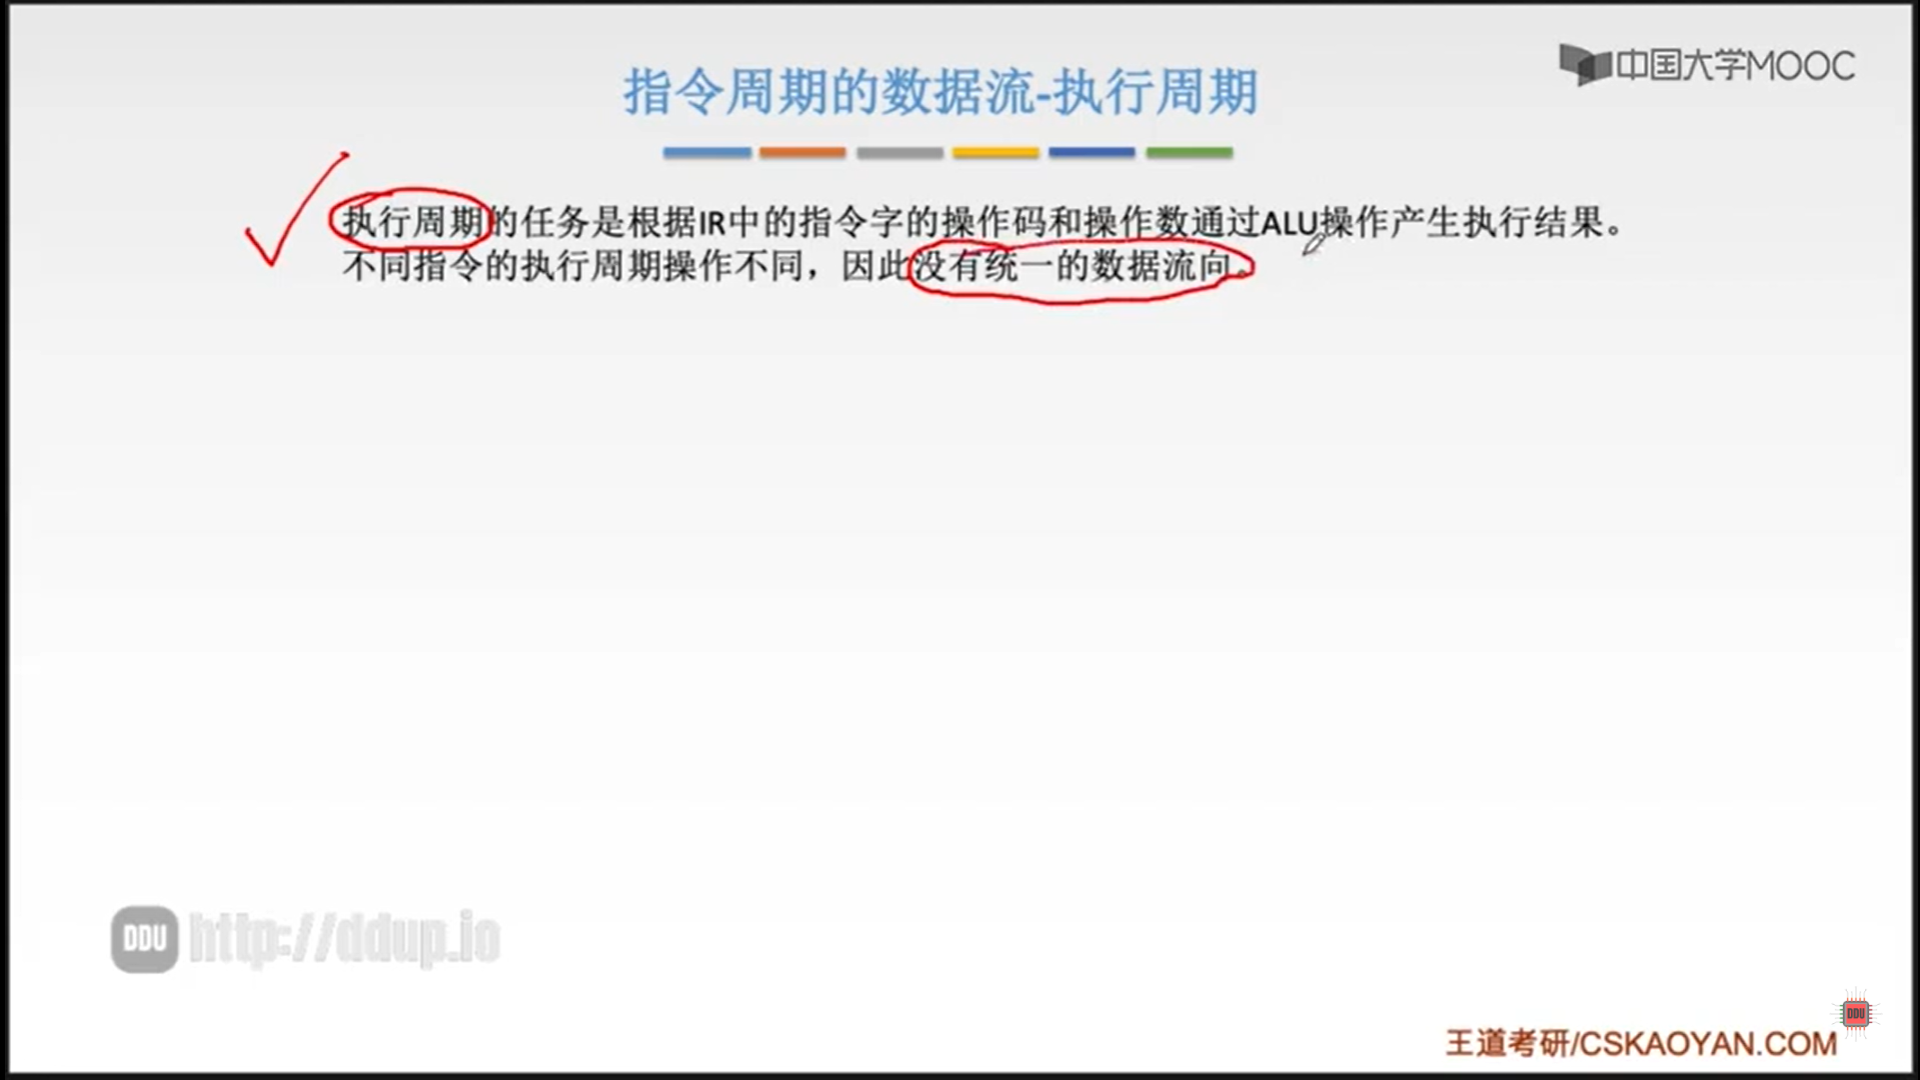 中国大学MOOC
指令周期的数据流-执行周期
执行周期的任务是根据IR中的指令字的操作码和操作数通过ALU操作产生执行结果。
不同指令的执行周期操作不同，因此没有统一的数据流向。
DDU http://ddup.io
DDU
王道考研/CSKAOYAN.COM